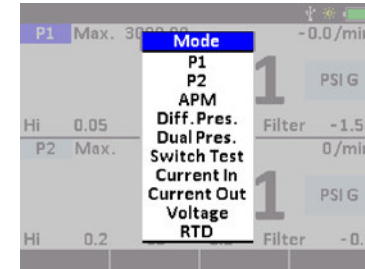 P1 Max. -0.0/mi
Mode
P1
P2
APM
Diff. Pres.
Dual Pres.
Switch Test
Current In
Current Out
Voltage
RTD
1 PSI G
Hi 0.05 Filter -1.5
P2 Max. 0/mi
1 PSI G
Hi 0.2 Filter -0.